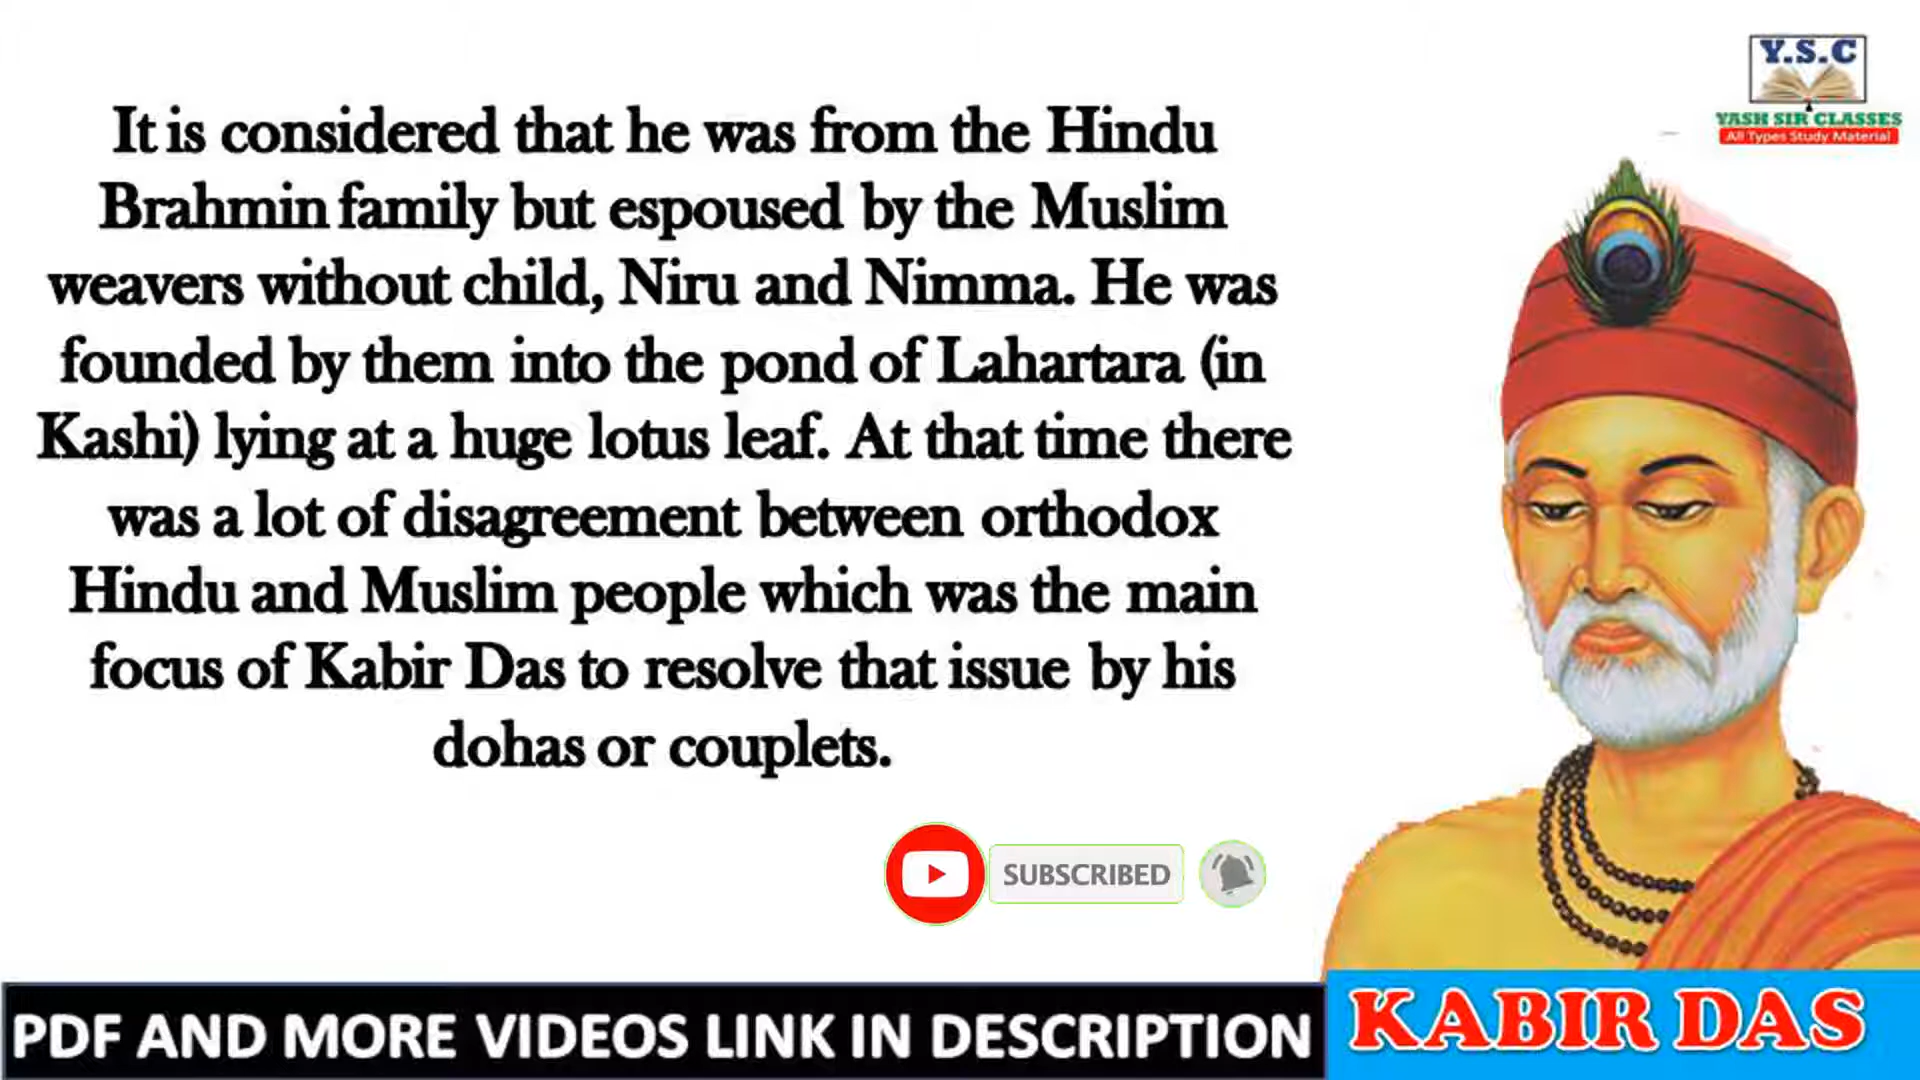 Y.S.C
YASH SIR CLASSES
All Types Study Material
It is considered that he was from the Hindu
Brahmin family but espoused by the Muslim
weavers without child, Niru and Nimma. He was
founded by them into the pond of Lahartara (in
Kashi) lying at a huge lotus leaf. At that time there
was a lot of disagreement between orthodox
Hindu and Muslim people which was the main
focus of Kabir Das to resolve that issue by his
dohas or couplets.
SUBSCRIBED
PDF AND MORE VIDEOS LINK IN DESCRIPTION
KABIR DAS